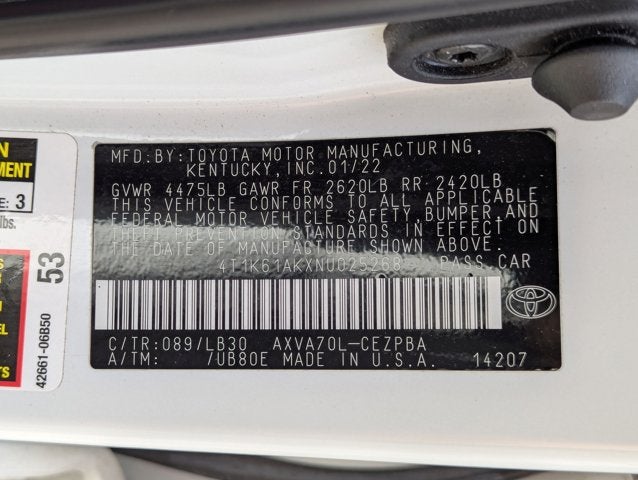 MFD.BY:TOYOTA MOTOR MANUFACTURING,
KENTUCKY,INC.01/22
GVWR 4475LB GAWR FR 2620LB RR 2420LB
THIS VEHICLE CONFORMS TO ALL APPLICABLE
FEDERAL MOTOR VEHICLE SAFETY,BUMPER,AND
THEFT PREVENTION STANDARDS IN EFFECT ON
THE DATE OF MANUFACTURE SHOWN ABOVE.
4T1K61AKXNU025268 PASS CAR
C/TR:089/LB30 AXVA70L-CEZPBA
A/TM: /UB80E MADE IN U.S.A. 14207
E: 3
lbs.
53
42661-06B50